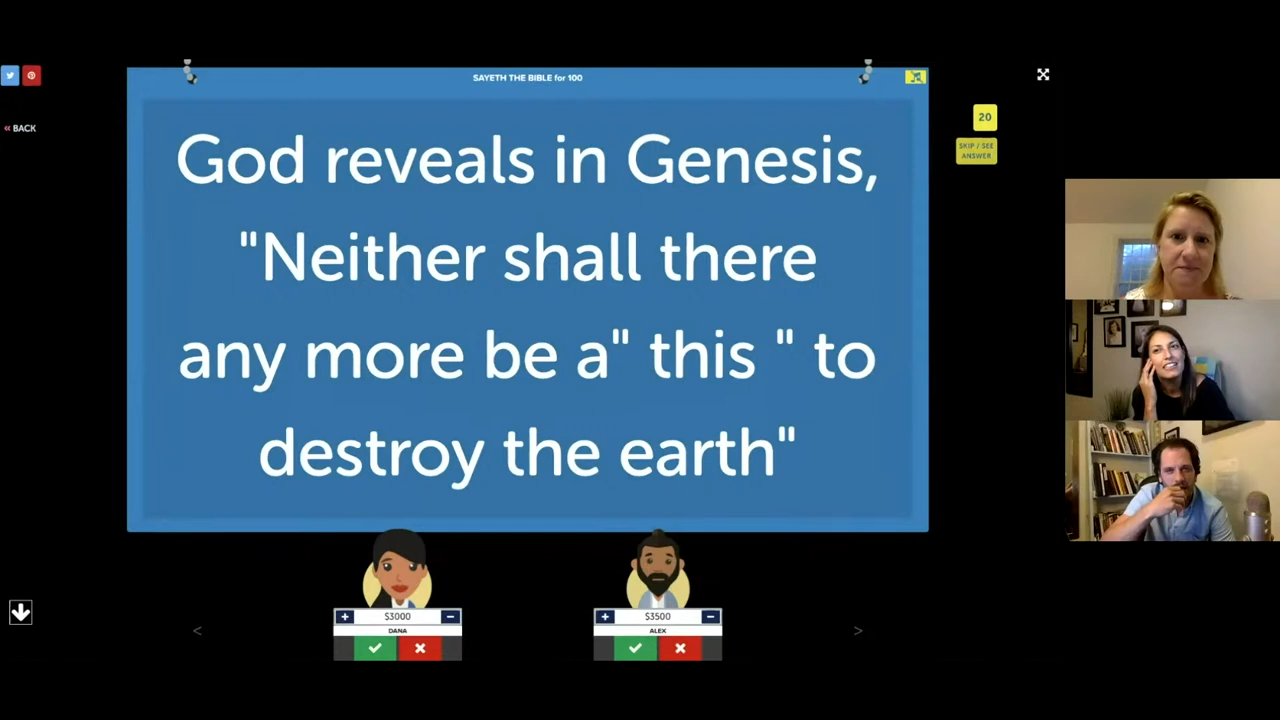 SAYETH THE BIBLE for 100
« BACK
God reveals in Genesis,
"Neither shall there
any more be a" this " to
destroy the earth"
20
SKIP / SEE
ANSWER
+ $3000 −
DANA
+ $3500 −
ALEX
< >